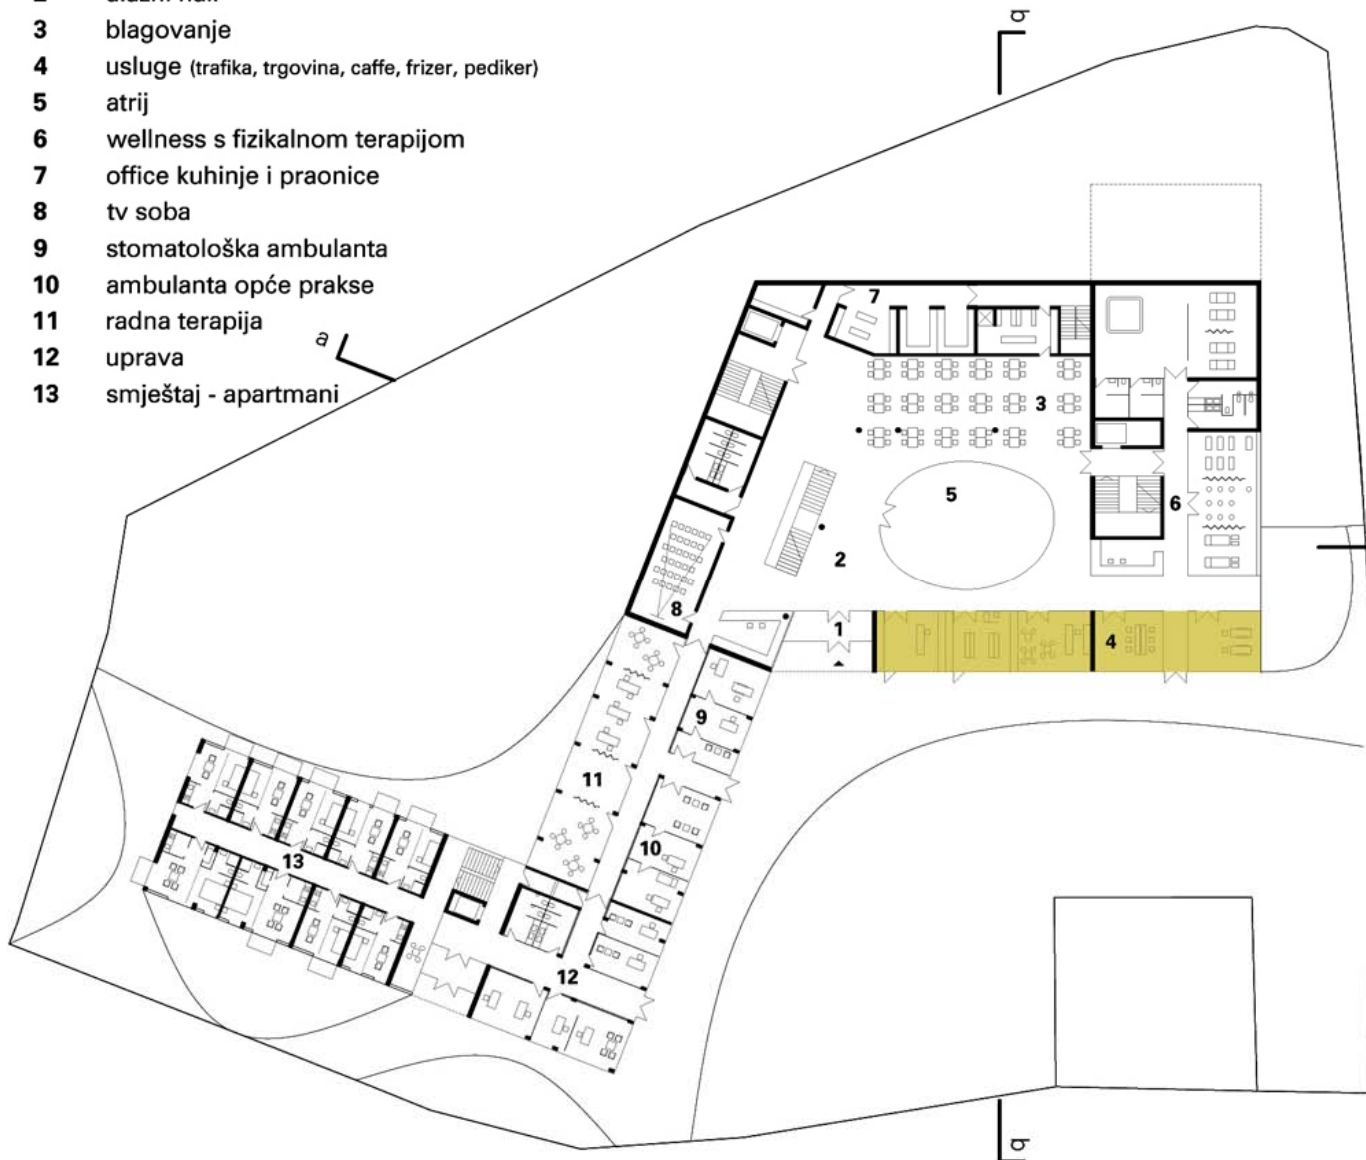 3 blagovanje
4 usluge (trafika, trgovina, caffe, frizer, pediker)
5 atrij
6 wellness s fizikalnom terapijom
7 office kuhinje i praonice
8 tv soba
9 stomatološka ambulanta
10 ambulanta opće prakse
11 radna terapija
12 uprava
13 smještaj - apartmani
b
a
7
3
5
6
2
8
1
4
9
11
10
13
12
b